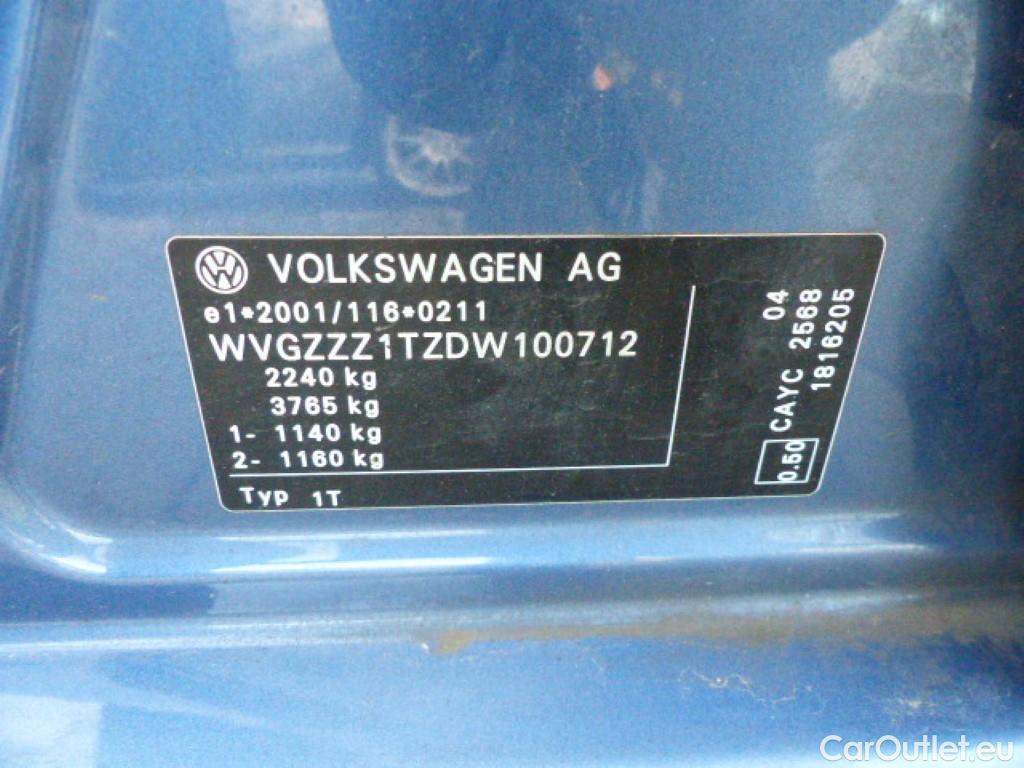 VOLKSWAGEN AG
e1*2001/116*0211
WVGZZZ1TZDW100712
2240 kg
3765 kg
1- 1140 kg
2- 1160 kg
Typ 1T
04
CAYC 2568
1816205
0.50
CarOutlet.eu